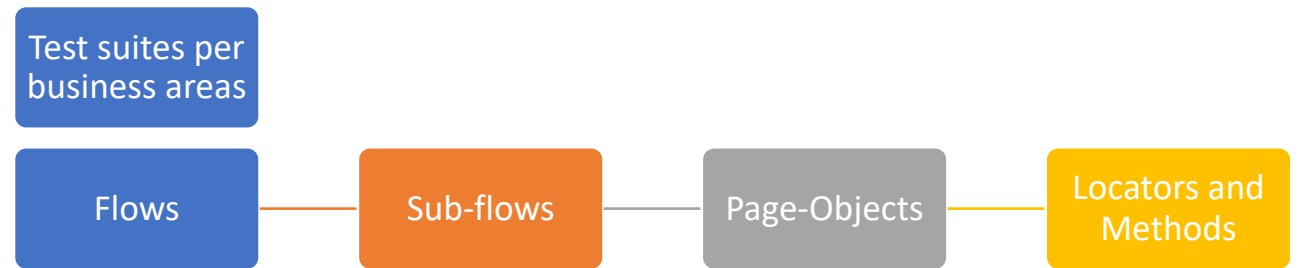 Test suites per
business areas
Flows
Sub-flows
Page-Objects
Locators and
Methods